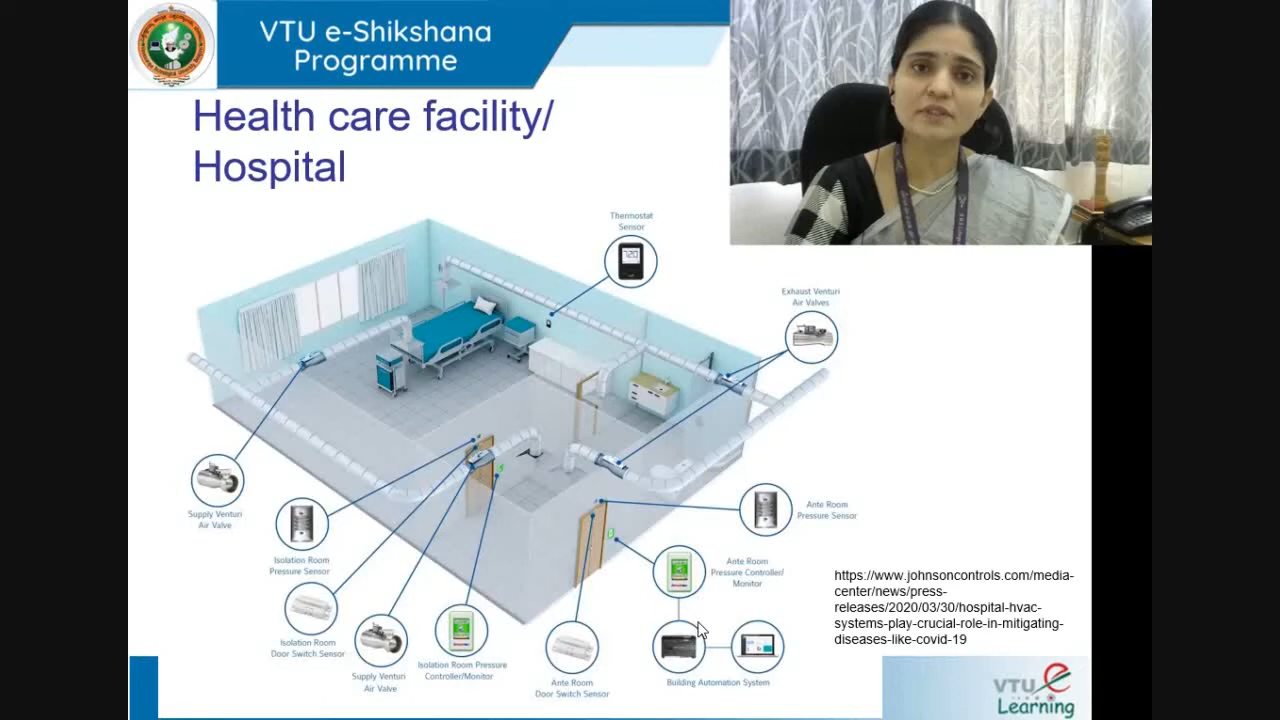 VTU e-Shikshana
Programme
Health care facility/
Hospital
Thermostat
Sensor
Exhaust Venturi
Air Valves
Supply Venturi
Air Valve
Isolation Room
Pressure Sensor
Isolation Room
Door Switch Sensor
Supply Venturi
Air Valve
Isolation Room Pressure
Controller/Monitor
Ante Room
Door Switch Sensor
Ante Room
Pressure Sensor
Ante Room
Pressure Controller/
Monitor
Building Automation System
https://www.johnsoncontrols.com/media-
center/news/press-
releases/2020/03/30/hospital-hvac-
systems-play-crucial-role-in-mitigating-
diseases-like-covid-19
VTU e
Learning